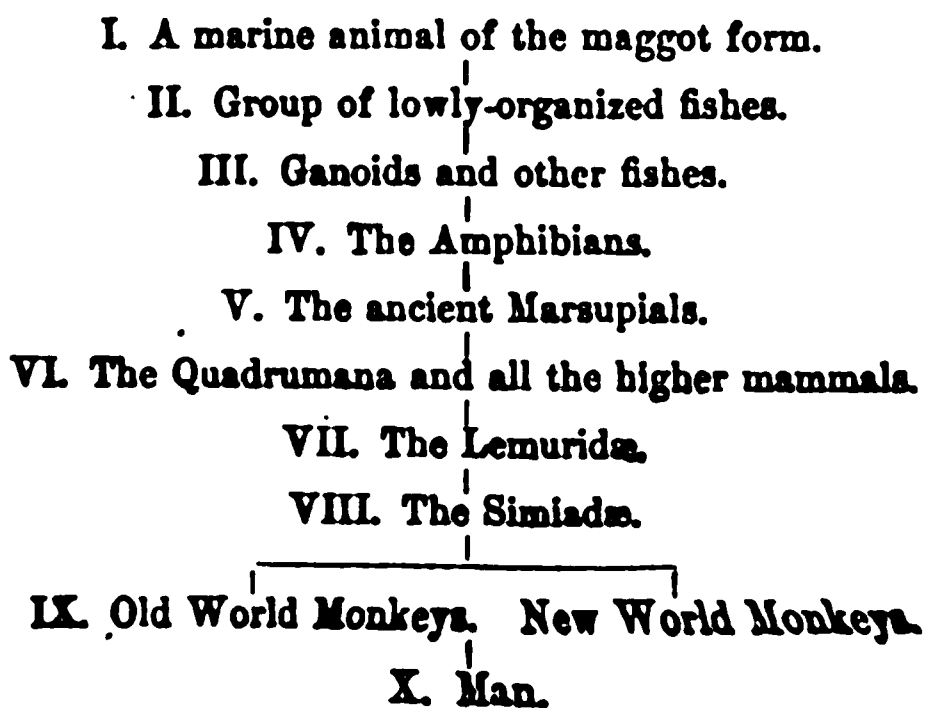 I. A marine animal of the maggot form.
II. Group of lowly-organized fishes.
III. Ganoids and other fishes.
IV. The Amphibians.
V. The ancient Marsupials.
VI. The Quadrumana and all the higher mammals.
VII. The Lemuridæ.
VIII. The Simiadæ.
IX. Old World Monkeys. New World Monkeys.
X. Man.